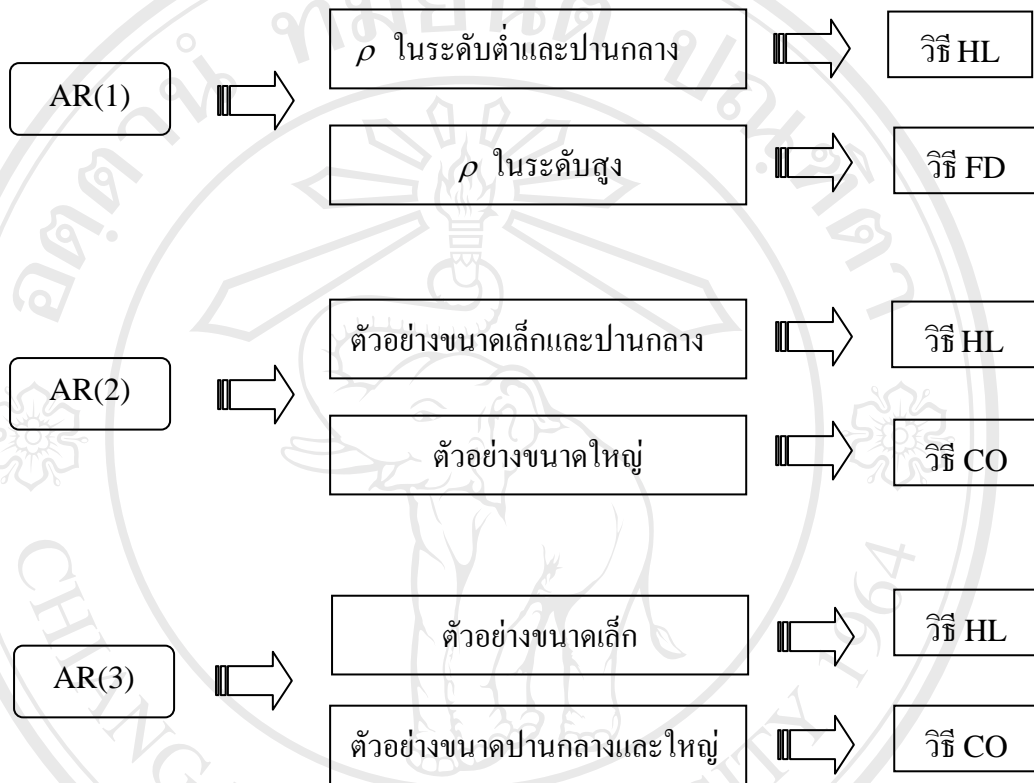 AR(1)
ρ ในระดับต่ำและปานกลาง
วิธี HL
ρ ในระดับสูง
วิธี FD
AR(2)
ตัวอย่างขนาดเล็กและปานกลาง
วิธี HL
ตัวอย่างขนาดใหญ่
วิธี CO
AR(3)
ตัวอย่างขนาดเล็ก
วิธี HL
ตัวอย่างขนาดปานกลางและใหญ่
วิธี CO